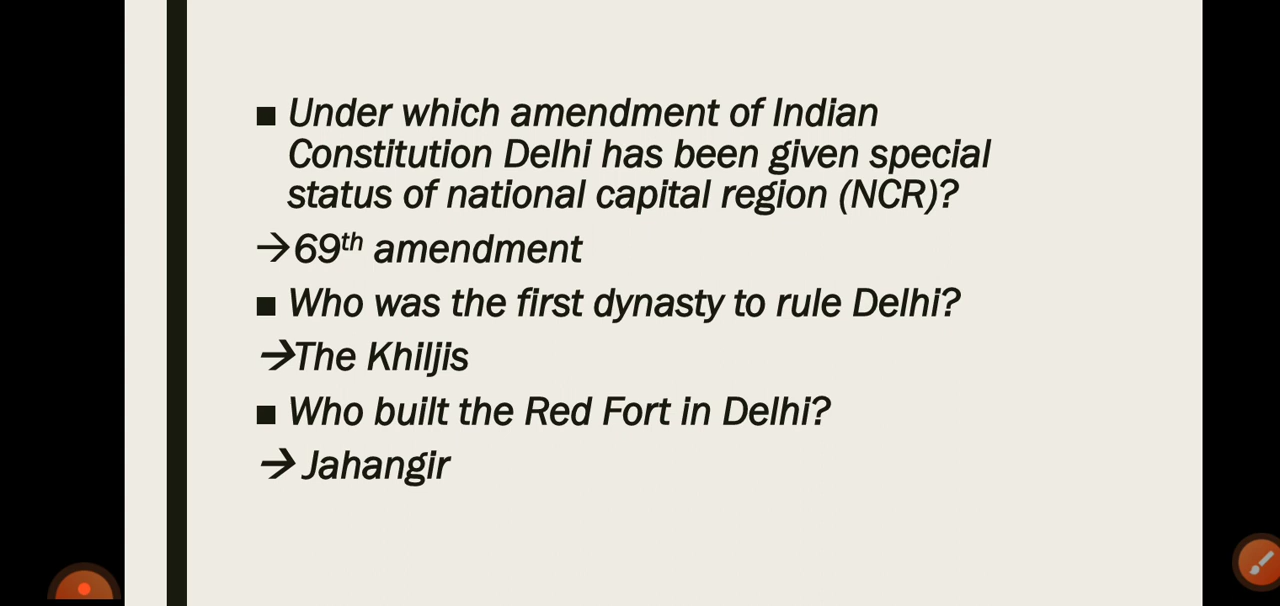 ■ Under which amendment of Indian
Constitution Delhi has been given special
status of national capital region (NCR)?
→69th amendment
■ Who was the first dynasty to rule Delhi?
→The Khiljis
■ Who built the Red Fort in Delhi?
→ Jahangir